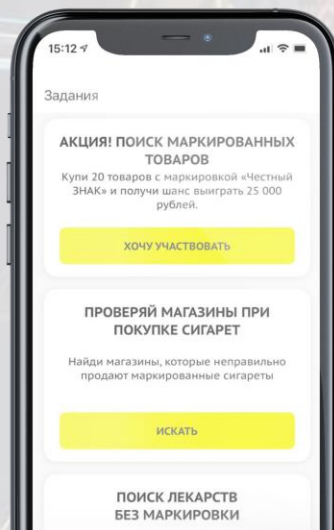 15:12
Задания
АКЦИЯ! ПОИСК МАРКИРОВАННЫХ
ТОВАРОВ
Купи 20 товаров с маркировкой «Честный
ЗНАК» и получи шанс выиграть 25 000
рублей.
ХОЧУ УЧАСТВОВАТЬ
ПРОВЕРЯЙ МАГАЗИНЫ ПРИ
ПОКУПКЕ СИГАРЕТ
Найди магазины, которые неправильно
продают маркированные сигареты
ИСКАТЬ
ПОИСК ЛЕКАРСТВ
БЕЗ МАРКИРОВКИ